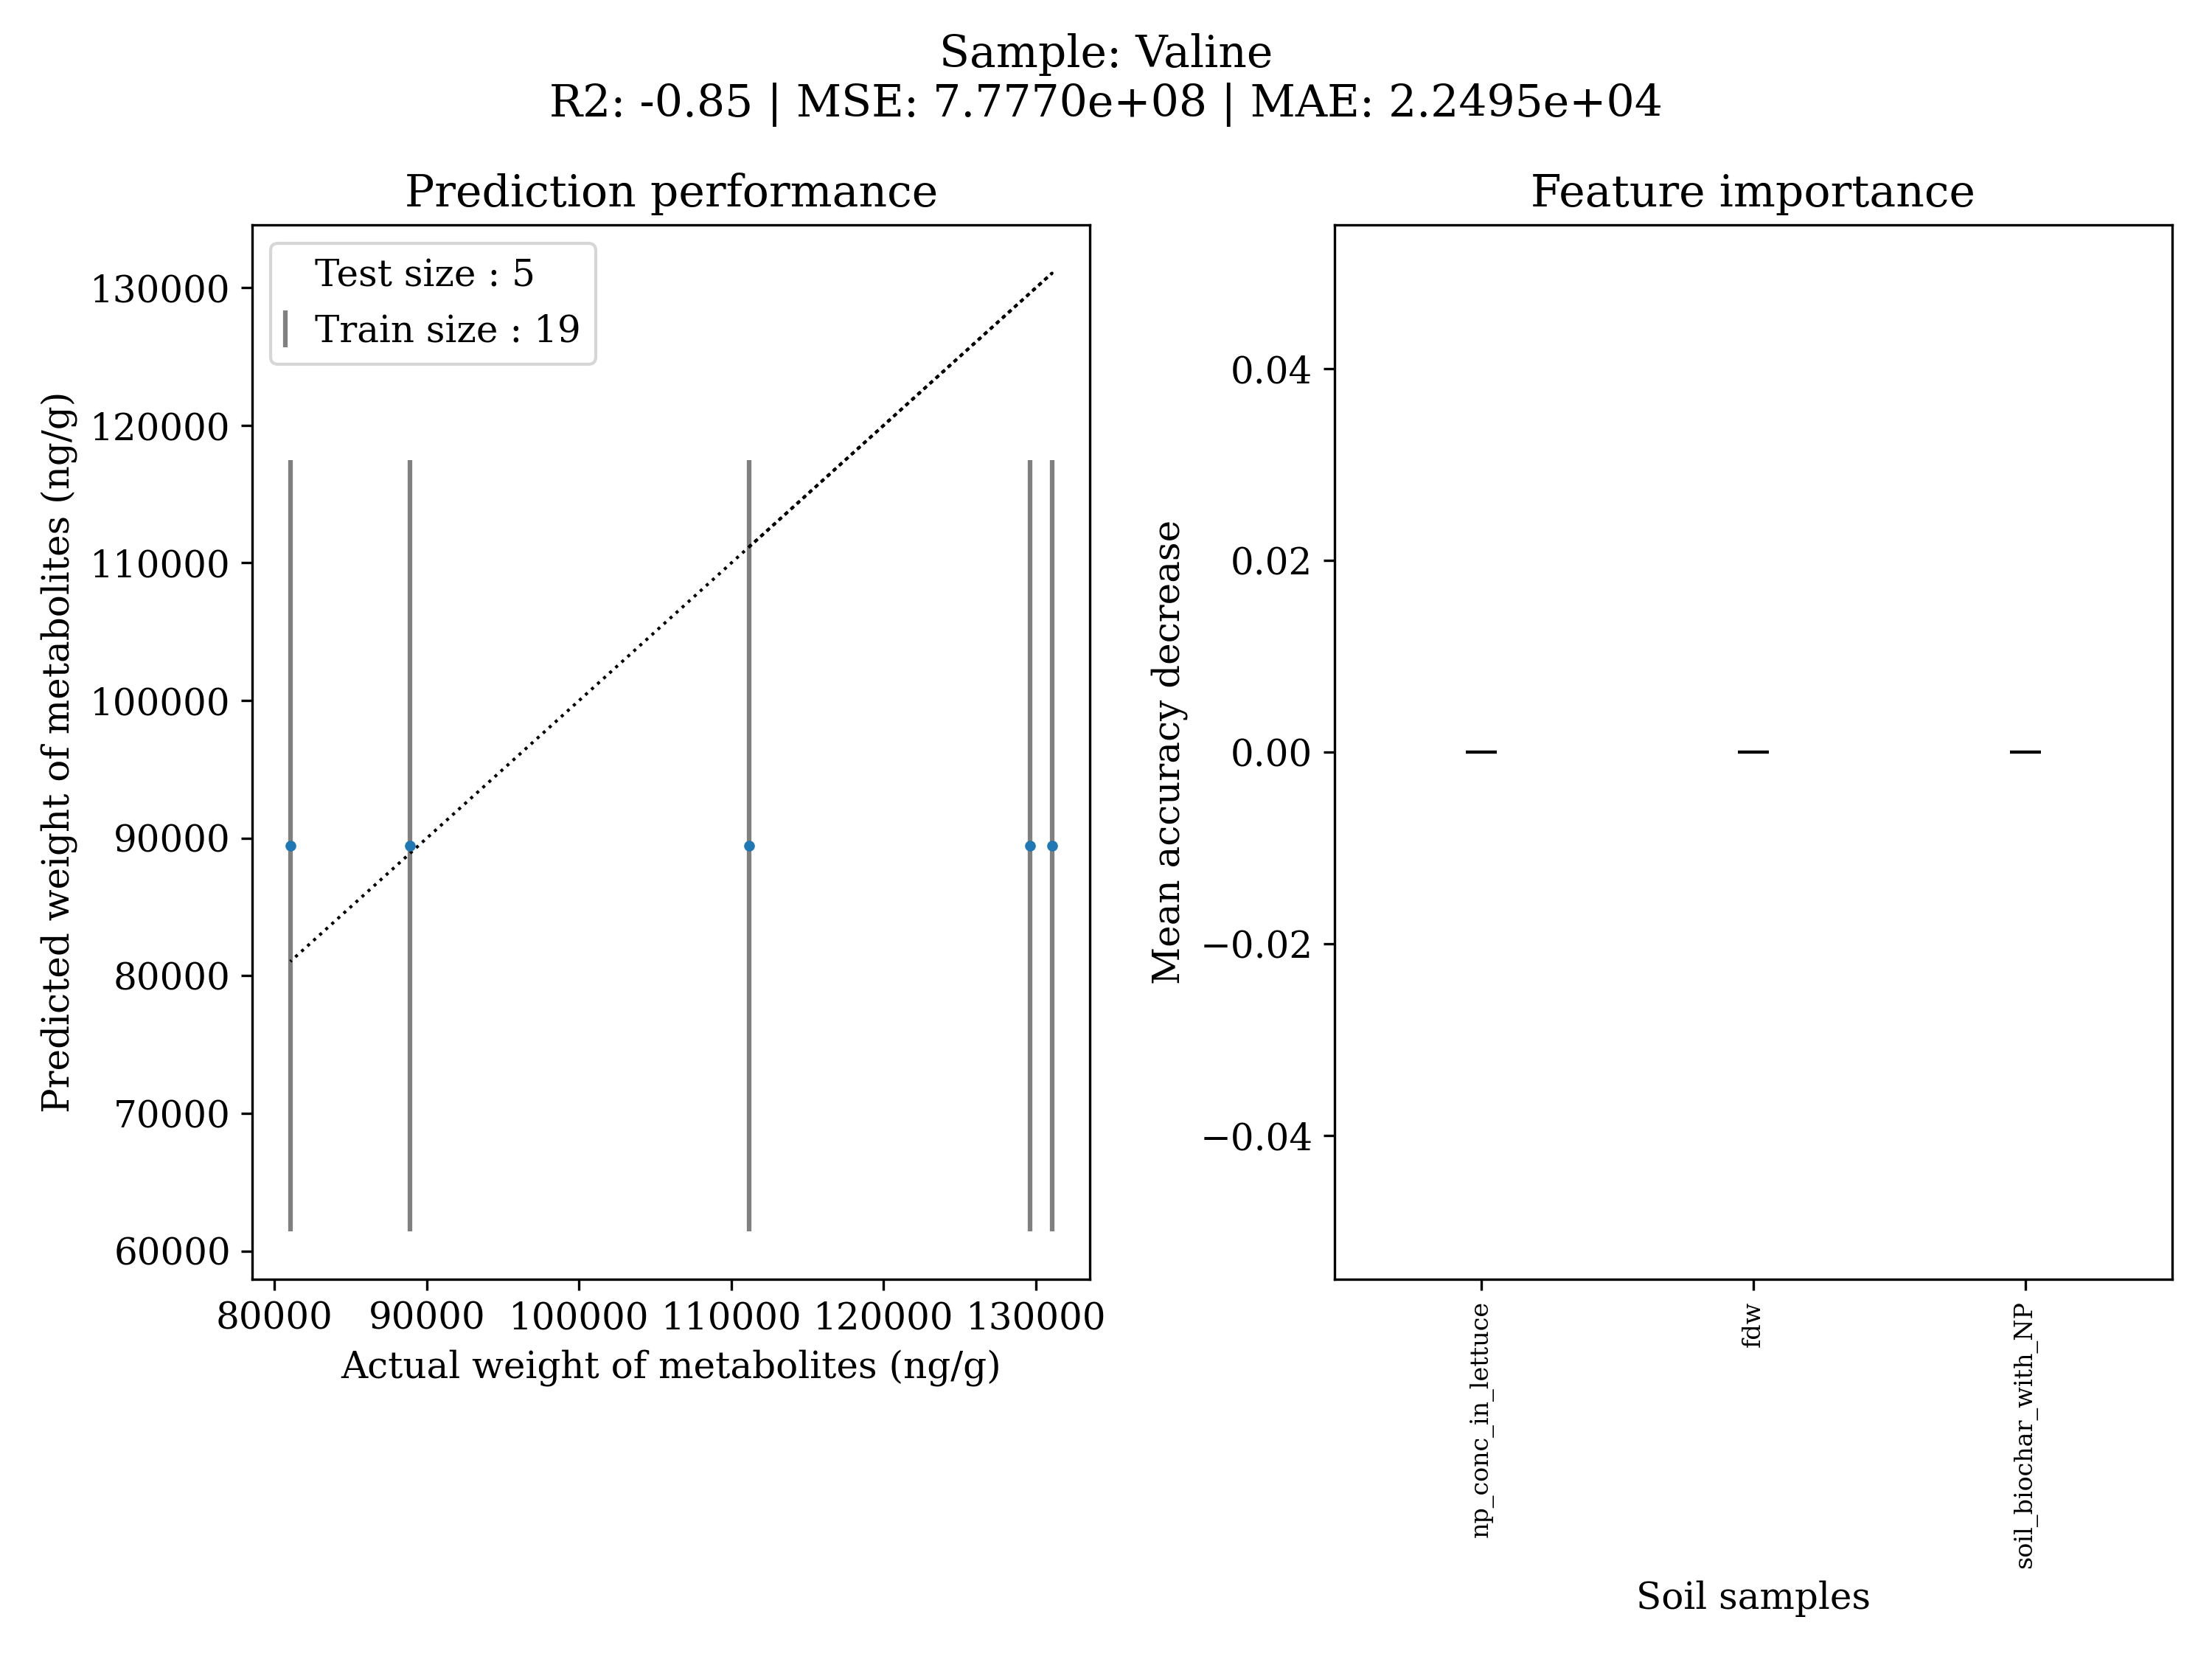 Sample: Valine
R2: -0.85 | MSE: 7.7770e+08 | MAE: 2.2495e+04
Prediction performance
Test size : 5
Train size : 19
130000
120000
110000
100000
90000
80000
70000
60000
Predicted weight of metabolites (ng/g)
80000 90000 100000 110000 120000 130000
Actual weight of metabolites (ng/g)
Feature importance
0.04
0.02
0.00
−0.02
−0.04
Mean accuracy decrease
np_conc_in_lettuce
fdw
soil_biochar_with_NP
Soil samples